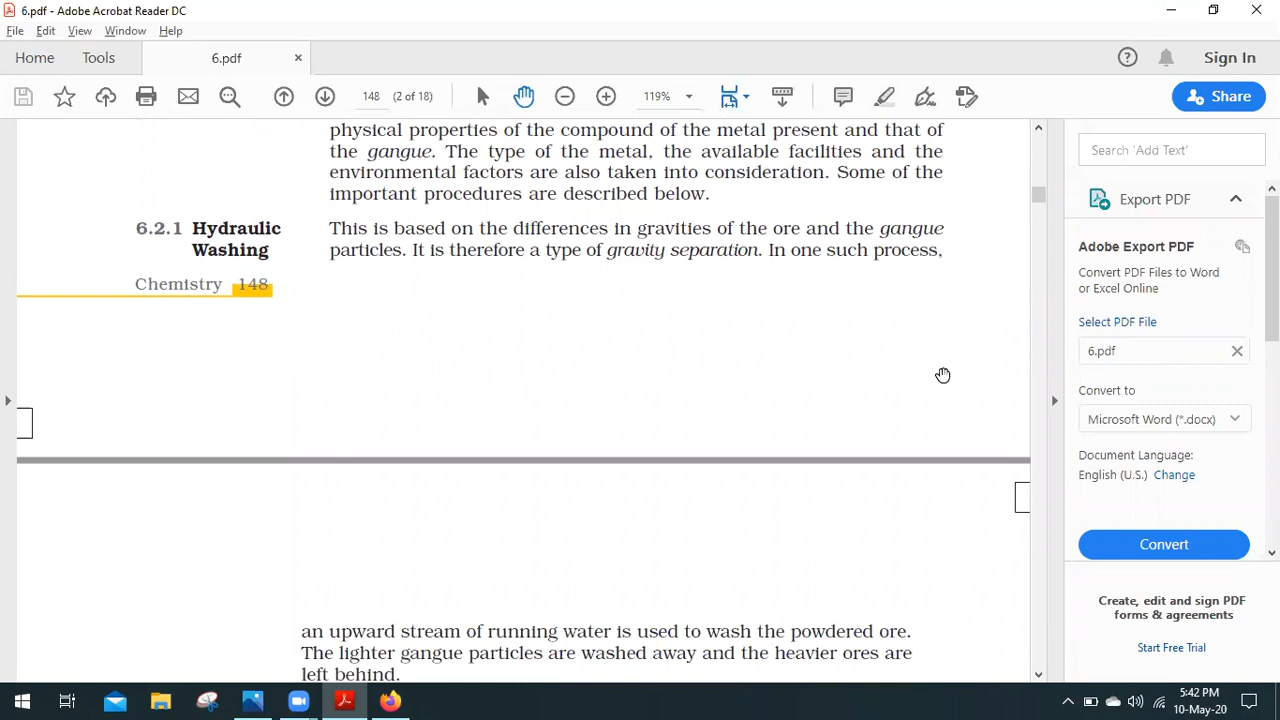 6.pdf - Adobe Acrobat Reader DC
File Edit View Window Help
Home Tools 6.pdf × Sign In
148 (2 of 18) 119% Share
physical properties of the compound of the metal present and that of
the gangue. The type of the metal, the available facilities and the
environmental factors are also taken into consideration. Some of the
important procedures are described below.
6.2.1 Hydraulic
Washing
This is based on the differences in gravities of the ore and the gangue
particles. It is therefore a type of gravity separation. In one such process,
Chemistry 148
an upward stream of running water is used to wash the powdered ore.
The lighter gangue particles are washed away and the heavier ores are
left behind.
Search 'Add Text'
Export PDF
Adobe Export PDF
Convert PDF Files to Word
or Excel Online
Select PDF File
6.pdf
Convert to
Microsoft Word (*.docx)
Document Language:
English (U.S.) Change
Convert
Create, edit and sign PDF
forms & agreements
Start Free Trial
5:42 PM
10-May-20